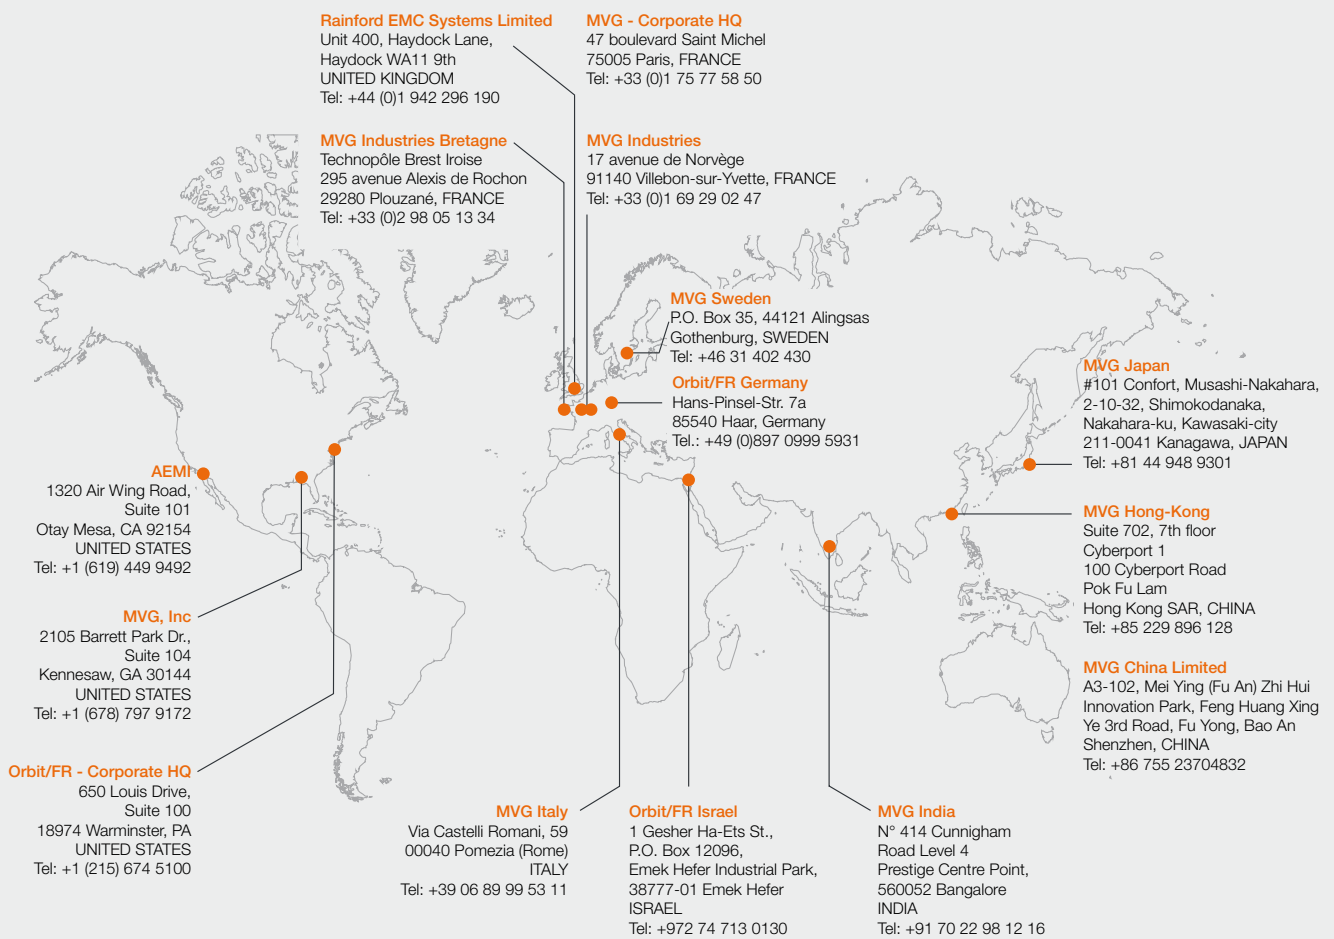 Rainford EMC Systems Limited
Unit 400, Haydock Lane,
Haydock WA11 9th
UNITED KINGDOM
Tel: +44 (0)1 942 296 190
MVG - Corporate HQ
47 boulevard Saint Michel
75005 Paris, FRANCE
Tel: +33 (0)1 75 77 58 50
MVG Industries Bretagne
Technopôle Brest Iroise
295 avenue Alexis de Rochon
29280 Plouzané, FRANCE
Tel: +33 (0)2 98 05 13 34
MVG Industries
17 avenue de Norvège
91140 Villebon-sur-Yvette, FRANCE
Tel: +33 (0)1 69 29 02 47
MVG Sweden
P.O. Box 35, 44121 Alingsas
Gothenburg, SWEDEN
Tel: +46 31 402 430
Orbit/FR Germany
Hans-Pinsel-Str. 7a
85540 Haar, Germany
Tel.: +49 (0)897 0999 5931
MVG Japan
#101 Confort, Musashi-Nakahara,
2-10-32, Shimokodanaka,
Nakahara-ku, Kawasaki-city
211-0041 Kanagawa, JAPAN
Tel: +81 44 948 9301
AEMI
1320 Air Wing Road,
Suite 101
Otay Mesa, CA 92154
UNITED STATES
Tel: +1 (619) 449 9492
MVG Hong-Kong
Suite 702, 7th floor
Cyberport 1
100 Cyberport Road
Pok Fu Lam
Hong Kong SAR, CHINA
Tel: +85 229 896 128
MVG, Inc
2105 Barrett Park Dr.,
Suite 104
Kennesaw, GA 30144
UNITED STATES
Tel: +1 (678) 797 9172
MVG China Limited
A3-102, Mei Ying (Fu An) Zhi Hui
Innovation Park, Feng Huang Xing
Ye 3rd Road, Fu Yong, Bao An
Shenzhen, CHINA
Tel: +86 755 23704832
Orbit/FR - Corporate HQ
650 Louis Drive,
Suite 100
18974 Warminster, PA
UNITED STATES
Tel: +1 (215) 674 5100
MVG Italy
Via Castelli Romani, 59
00040 Pomezia (Rome)
ITALY
Tel: +39 06 89 99 53 11
Orbit/FR Israel
1 Gesher Ha-Ets St.,
P.O. Box 12096,
Emek Hefer Industrial Park,
38777-01 Emek Hefer
ISRAEL
Tel: +972 74 713 0130
MVG India
N° 414 Cunnigham
Road Level 4
Prestige Centre Point,
560052 Bangalore
INDIA
Tel: +91 70 22 98 12 16